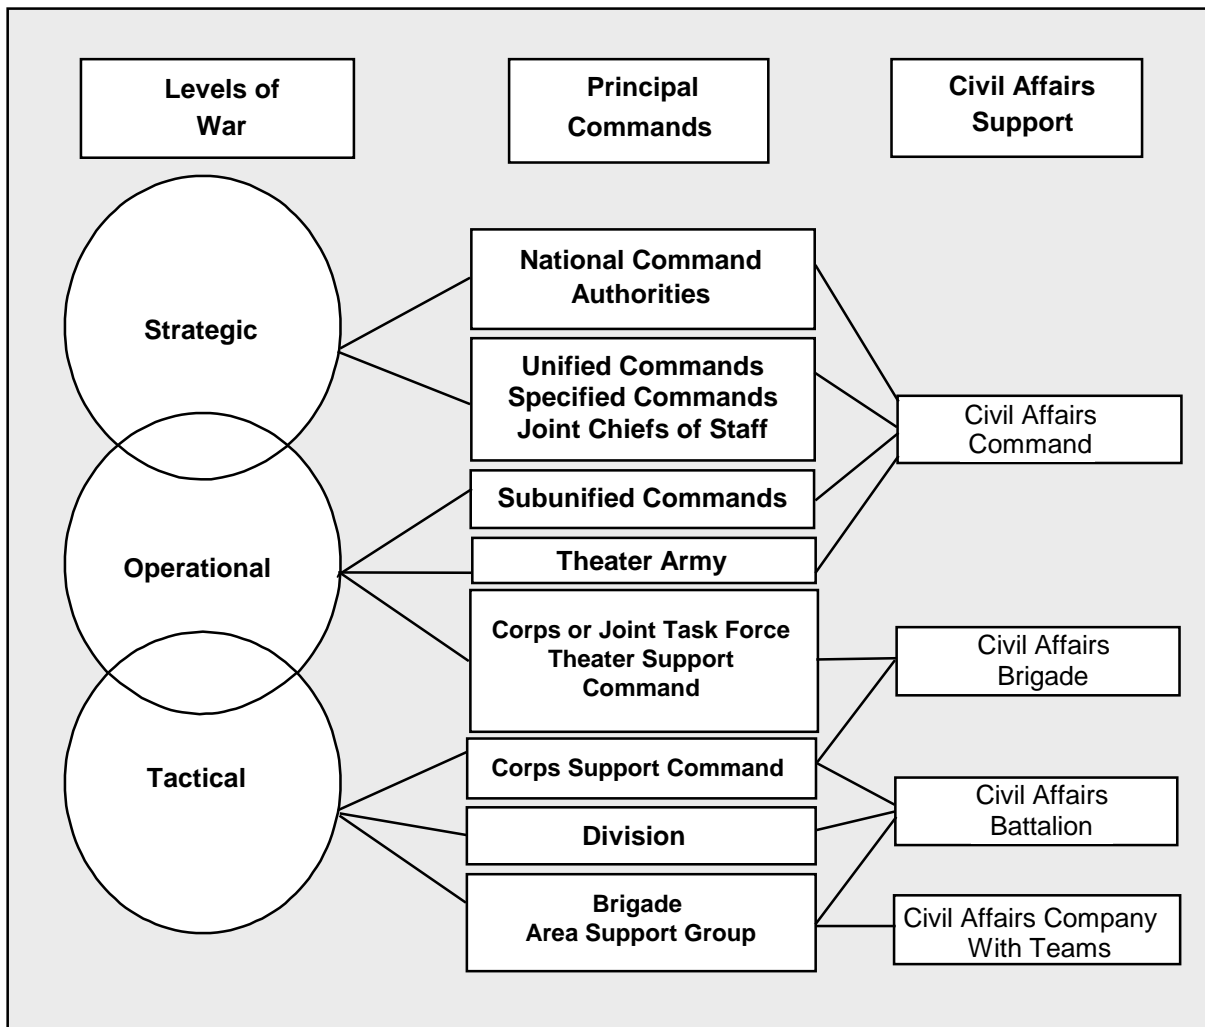 Levels of
War
Principal
Commands
Civil Affairs
Support
Strategic
National Command
Authorities
Unified Commands
Specified Commands
Joint Chiefs of Staff
Civil Affairs
Command
Subunified Commands
Operational
Theater Army
Corps or Joint Task Force
Theater Support
Command
Civil Affairs
Brigade
Tactical
Corps Support Command
Division
Civil Affairs
Battalion
Brigade
Area Support Group
Civil Affairs Company
With Teams